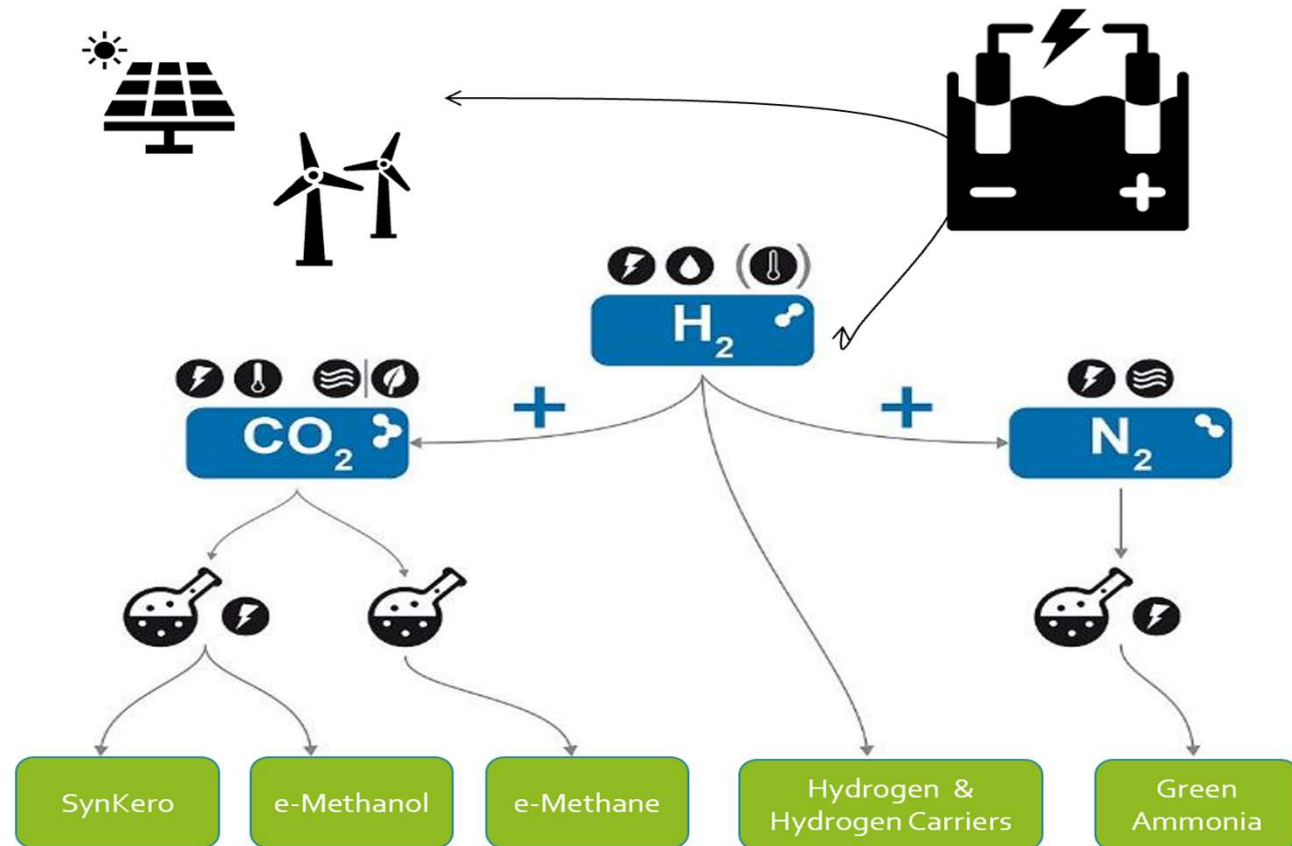 H₂
CO₂
N₂
SynKero
e-Methanol
e-Methane
Hydrogen &
Hydrogen Carriers
Green
Ammonia